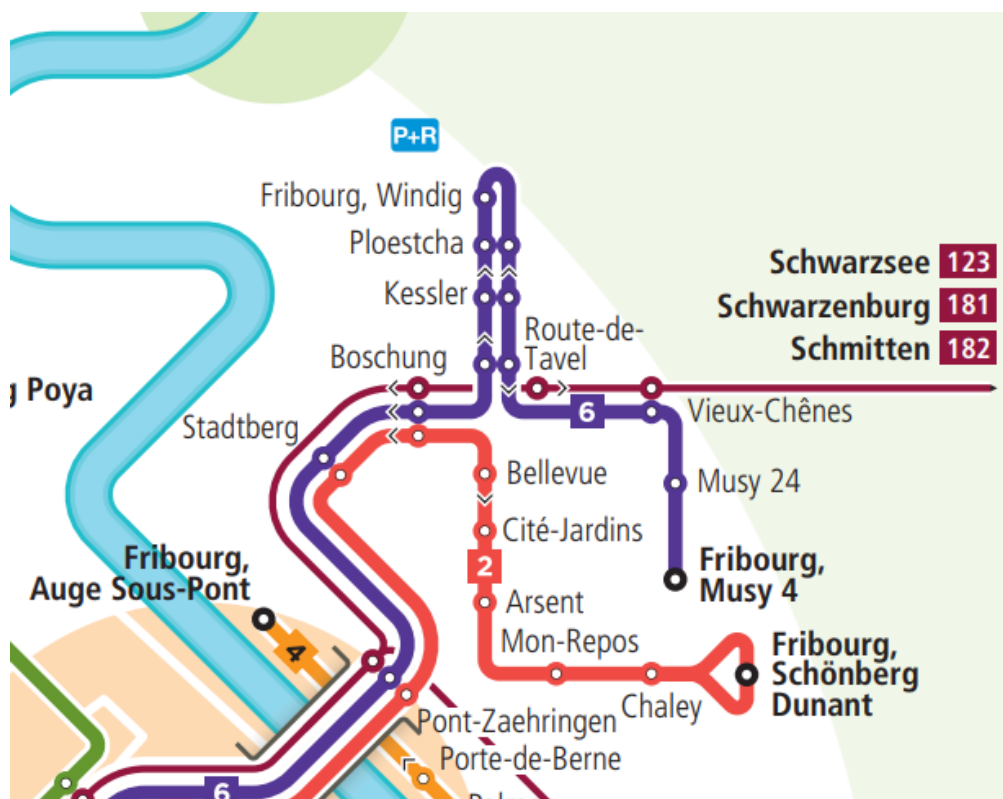 P+R
Fribourg, Windig
Ploestcha
Kessler
Schwarzsee 123
Schwarzenburg 181
Schmitten 182
Route-de-
Tavel
Boschung
g Poya
6
Vieux-Chênes
Stadtberg
Bellevue
Musy 24
Cité-Jardins
Fribourg,
Auge Sous-Pont
2
Fribourg,
Musy 4
Arsent
4
Mon-Repos
Fribourg,
Schönberg
Dunant
Chaley
Pont-Zaehringen
Porte-de-Berne
6